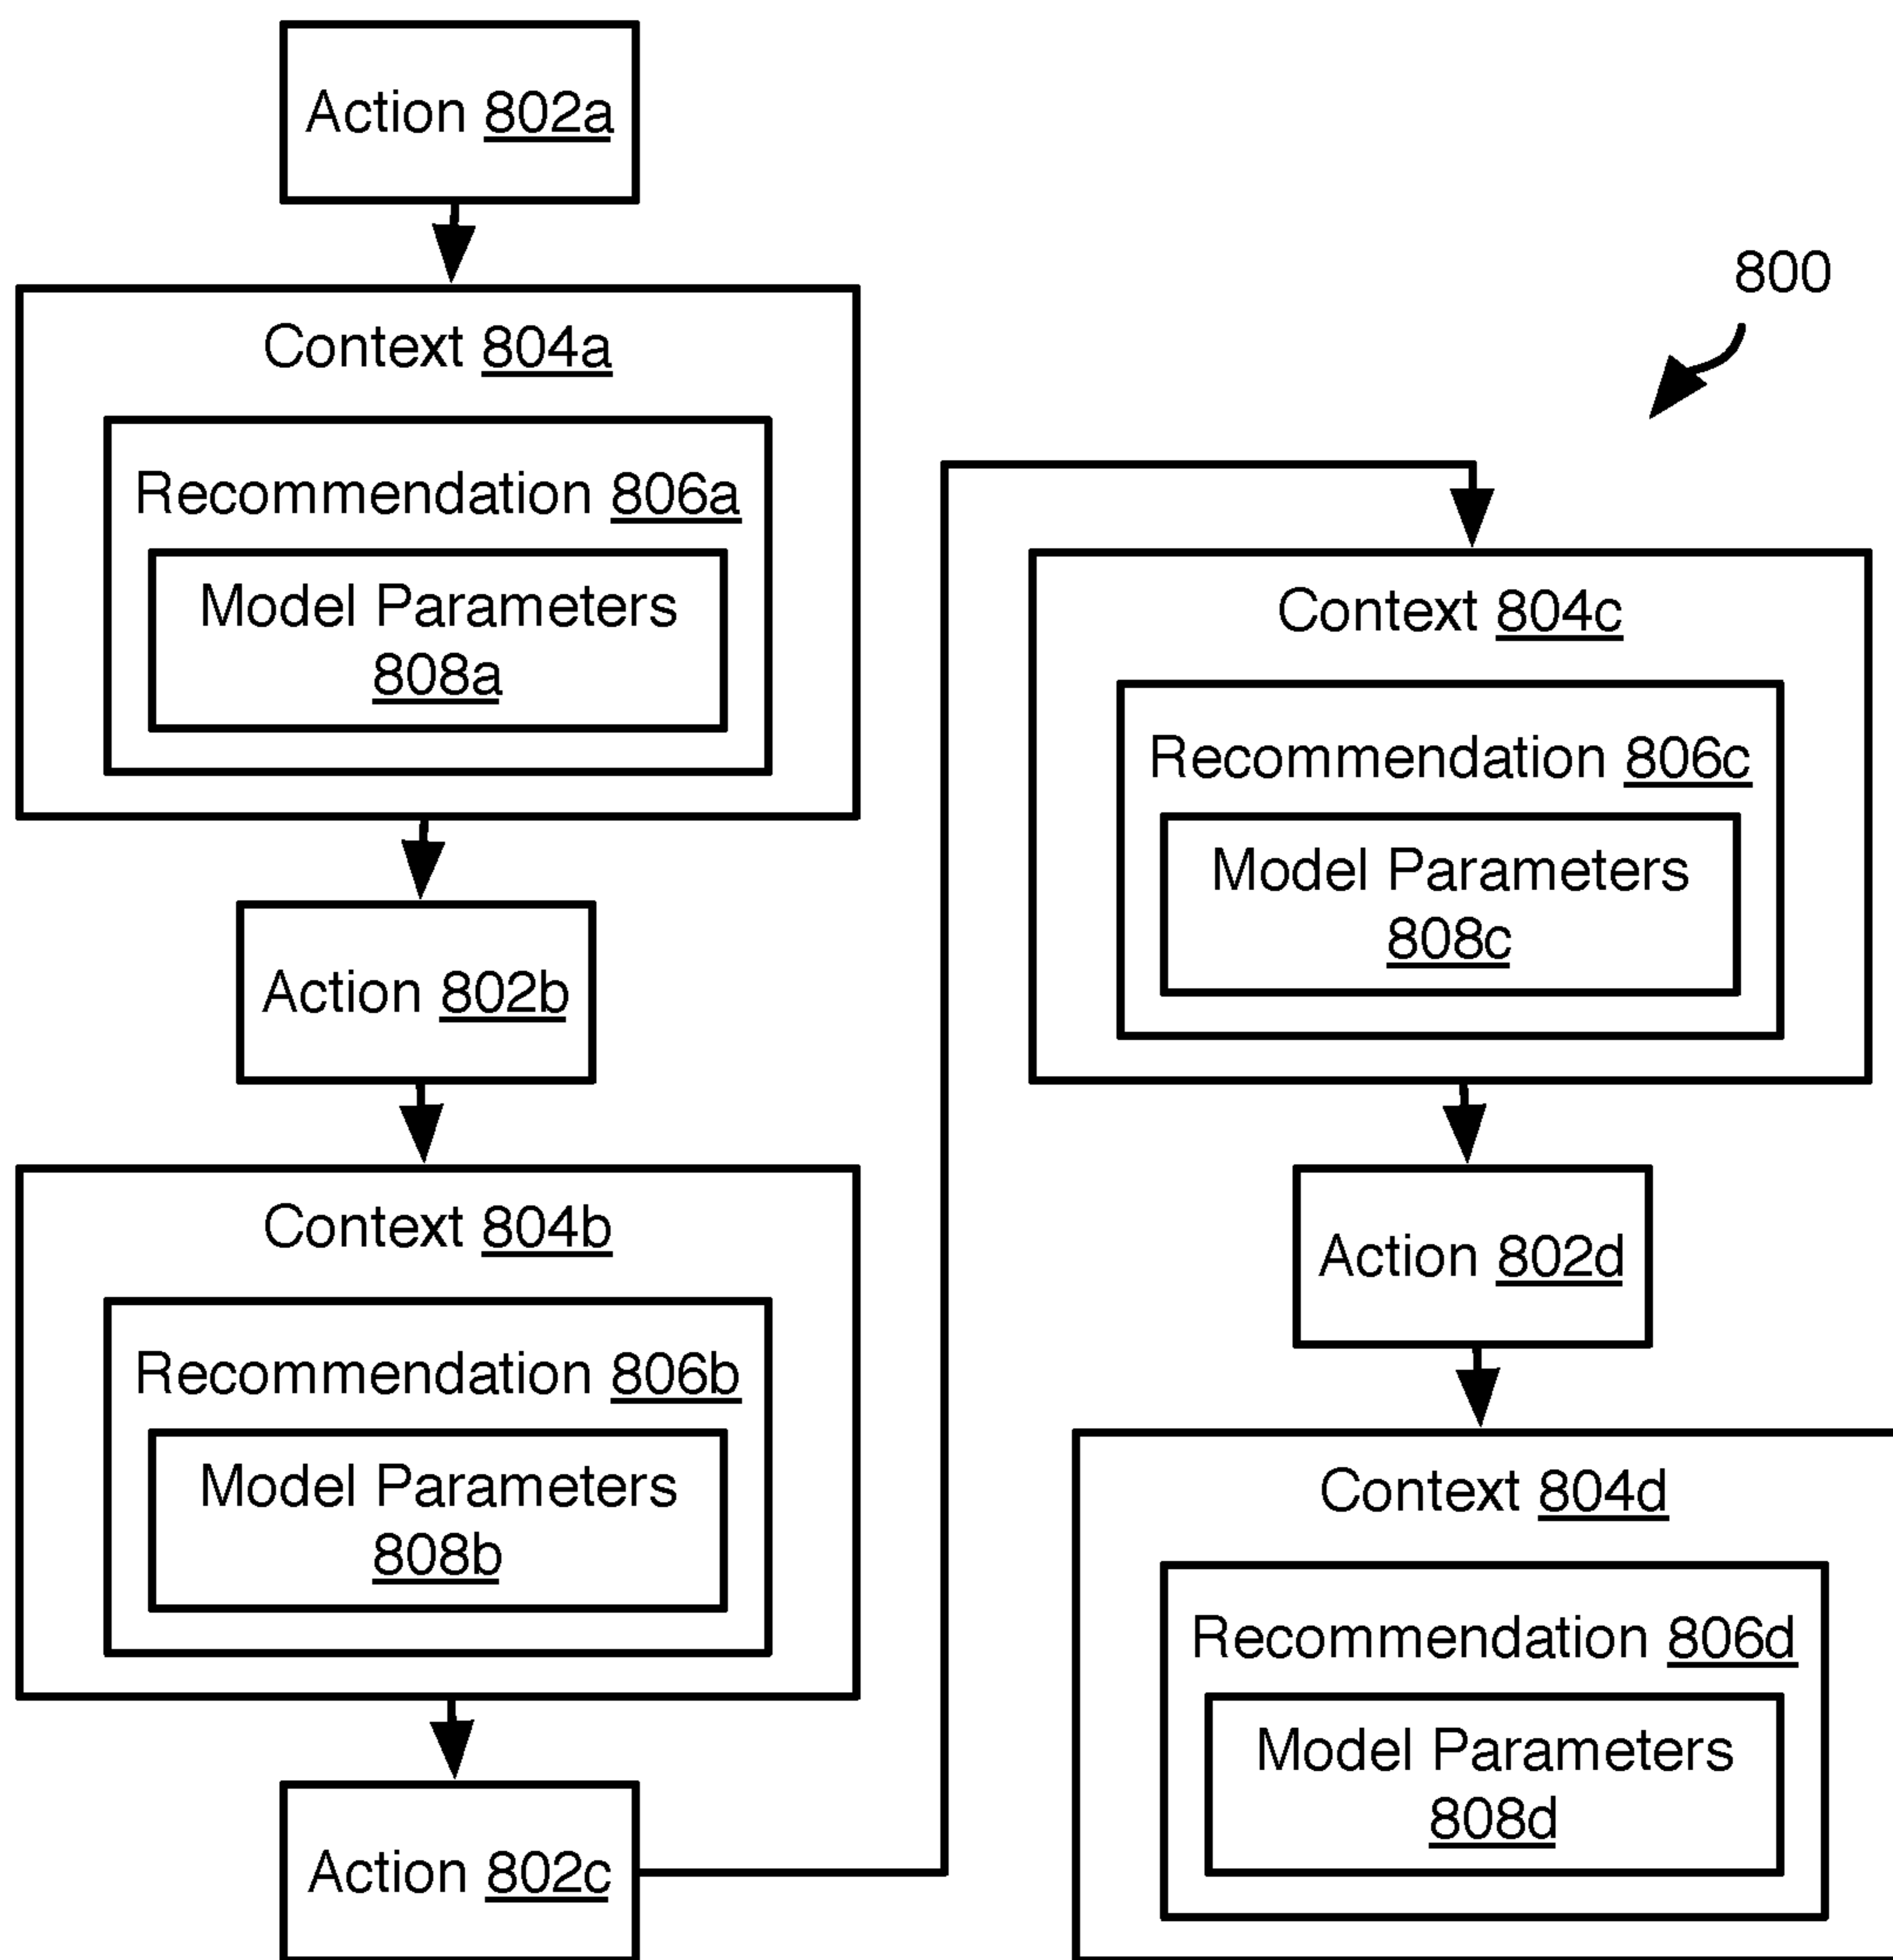 Action 802a
Context 804a
Recommendation 806a
Model Parameters
808a
Action 802b
Context 804b
Recommendation 806b
Model Parameters
808b
Action 802c
800
Context 804c
Recommendation 806c
Model Parameters
808c
Action 802d
Context 804d
Recommendation 806d
Model Parameters
808d